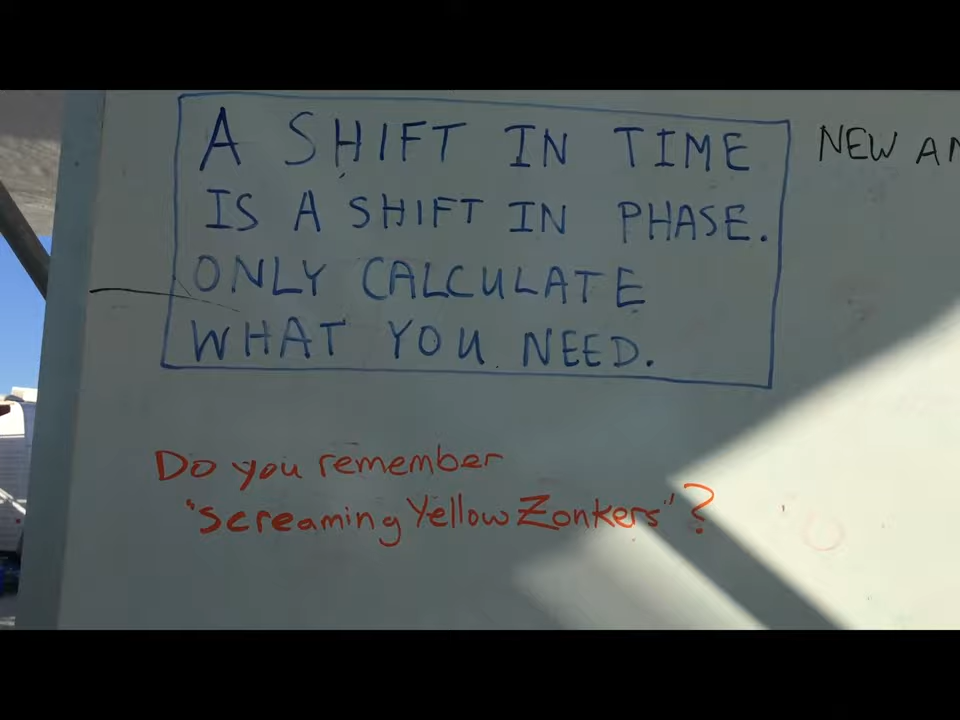 A SHIFT IN TIME
IS A SHIFT IN PHASE.
ONLY CALCULATE
WHAT YOU NEED.
NEW
Do you remember
"Screaming Yellow Zonkers"?